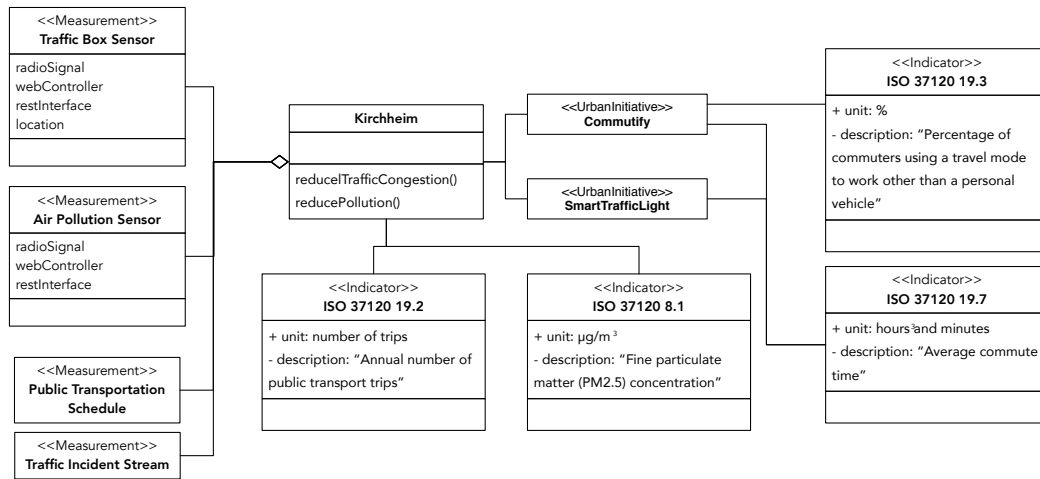 <<Measurement>>
Traffic Box Sensor
radioSignal
webController
restInterface
location
<<Measurement>>
Air Pollution Sensor
radioSignal
webController
restInterface
<<Measurement>>
Public Transportation
Schedule
<<Measurement>>
Traffic Incident Stream
Kirchheim
reducelTrafficCongestion()
reducePollution()
<<Indicator>>
ISO 37120 19.2
+ unit: number of trips
- description: “Annual number of
public transport trips”
<<Indicator>>
ISO 37120 8.1
+ unit: µg/m ³
- description: “Fine particulate
matter (PM2.5) concentration”
<<UrbanInitiative>>
Commutify
<<UrbanInitiative>>
SmartTrafficLight
<<Indicator>>
ISO 37120 19.3
+ unit: %
- description: “Percentage of
commuters using a travel mode
to work other than a personal
vehicle”
<<Indicator>>
ISO 37120 19.7
+ unit: hours³and minutes
- description: “Average commute
time”